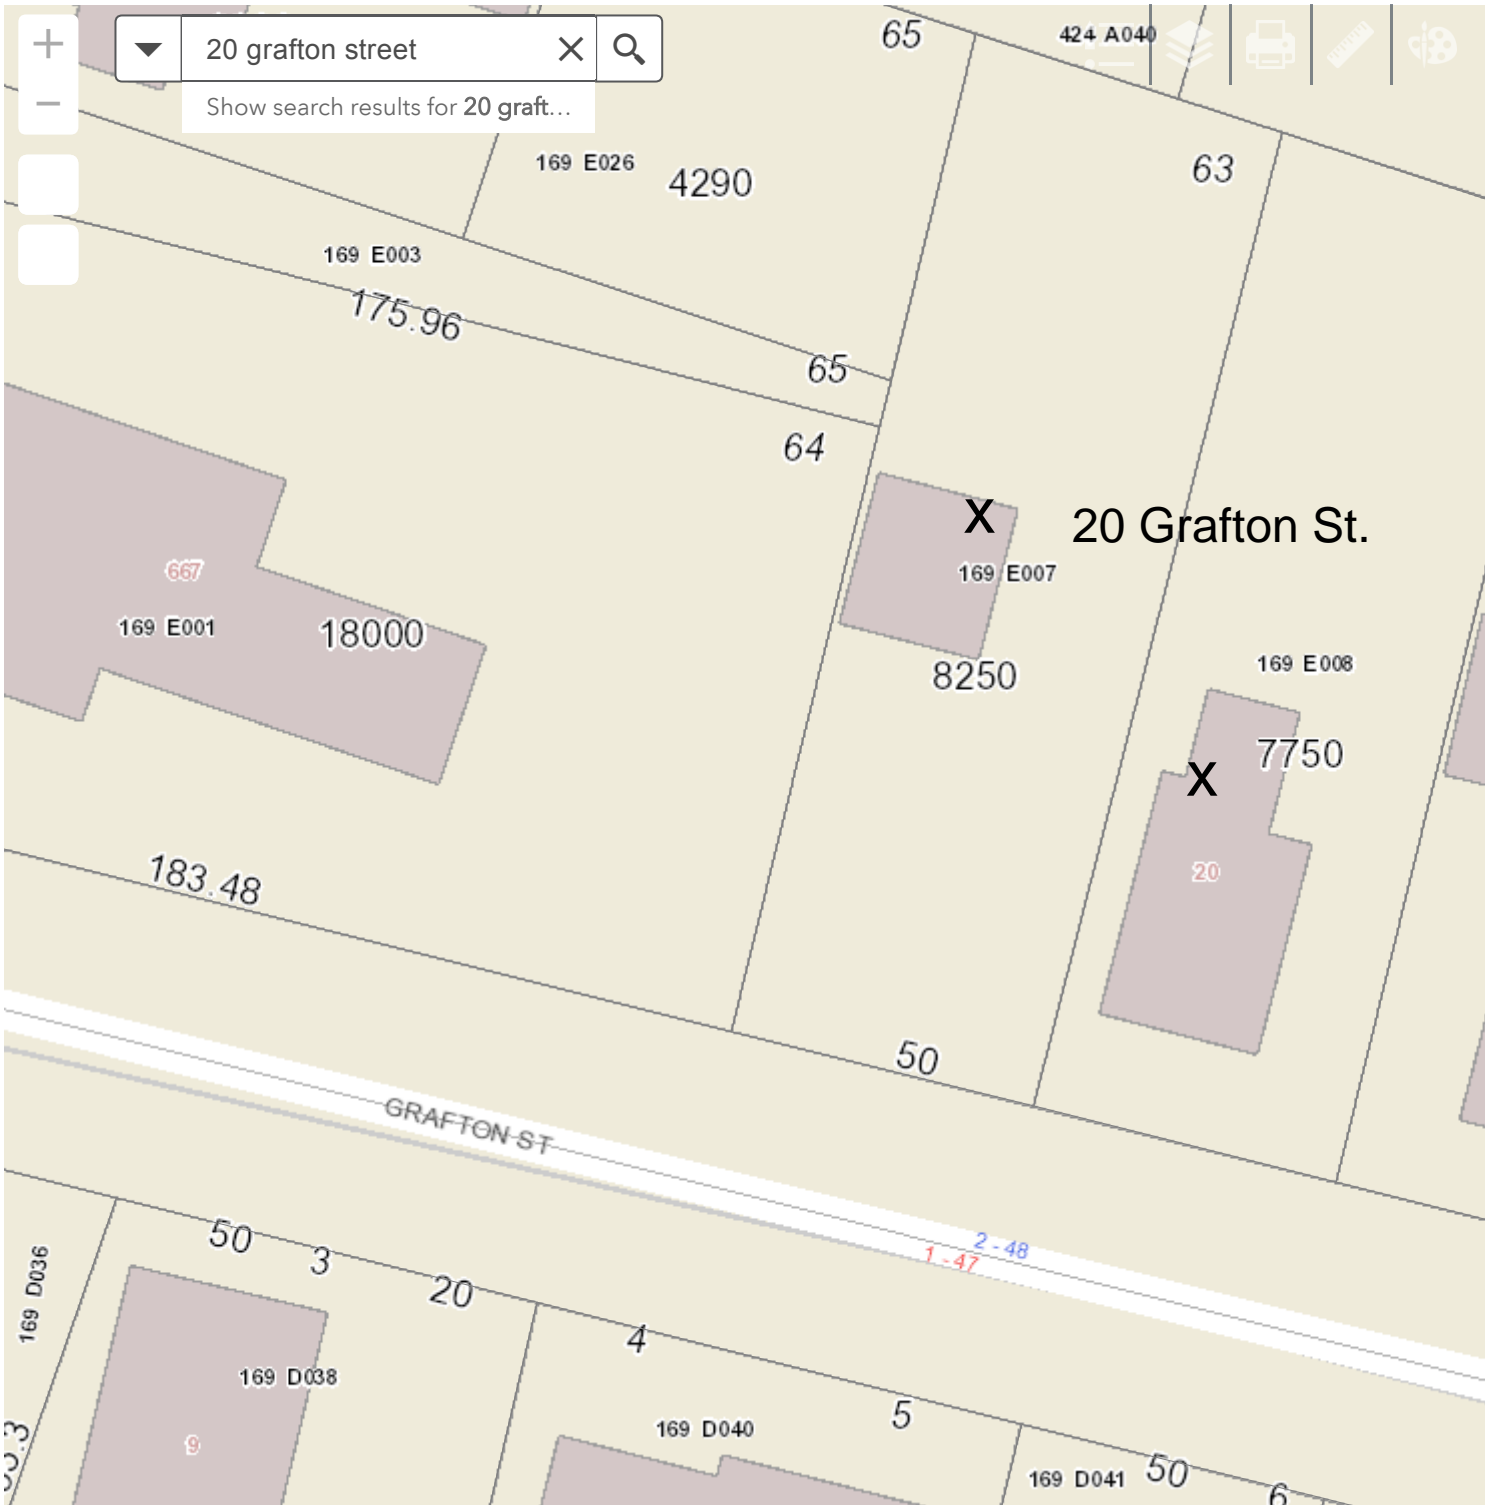 65
424 A040
20 grafton street
Show search results for 20 graft...
169 E026
4290
63
169 E003
175.96
65
64
X
20 Grafton St.
667
169 E007
169 E001
18000
8250
169 E008
7750
X
20
183.48
50
GRAFTON ST
2 - 48
1 - 47
50
3
20
169 D036
4
169 D038
5
169 D040
9
50
169 D041
6